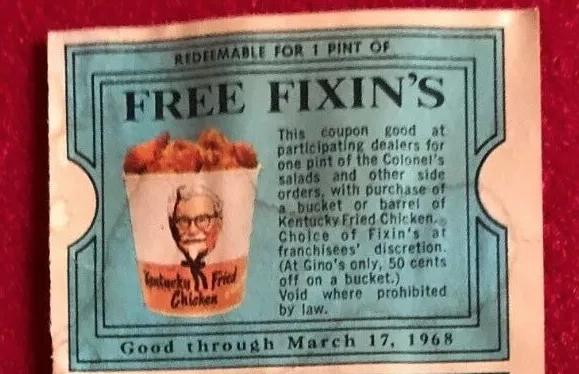 REDEEMABLE FOR 1 PINT OF
FREE FIXIN'S
This coupon good at
participating dealers for
one pint of the Colonel's
salads and other side
orders, with purchase of
a bucket or barrel of
Kentucky Fried Chicken.
Choice of Fixin's at
franchisees' discretion.
(At Gino's only, 50 cents
off on a bucket.)
Void where prohibited
by law.
Kentucky Fried
Chicken
Good through March 17, 1968